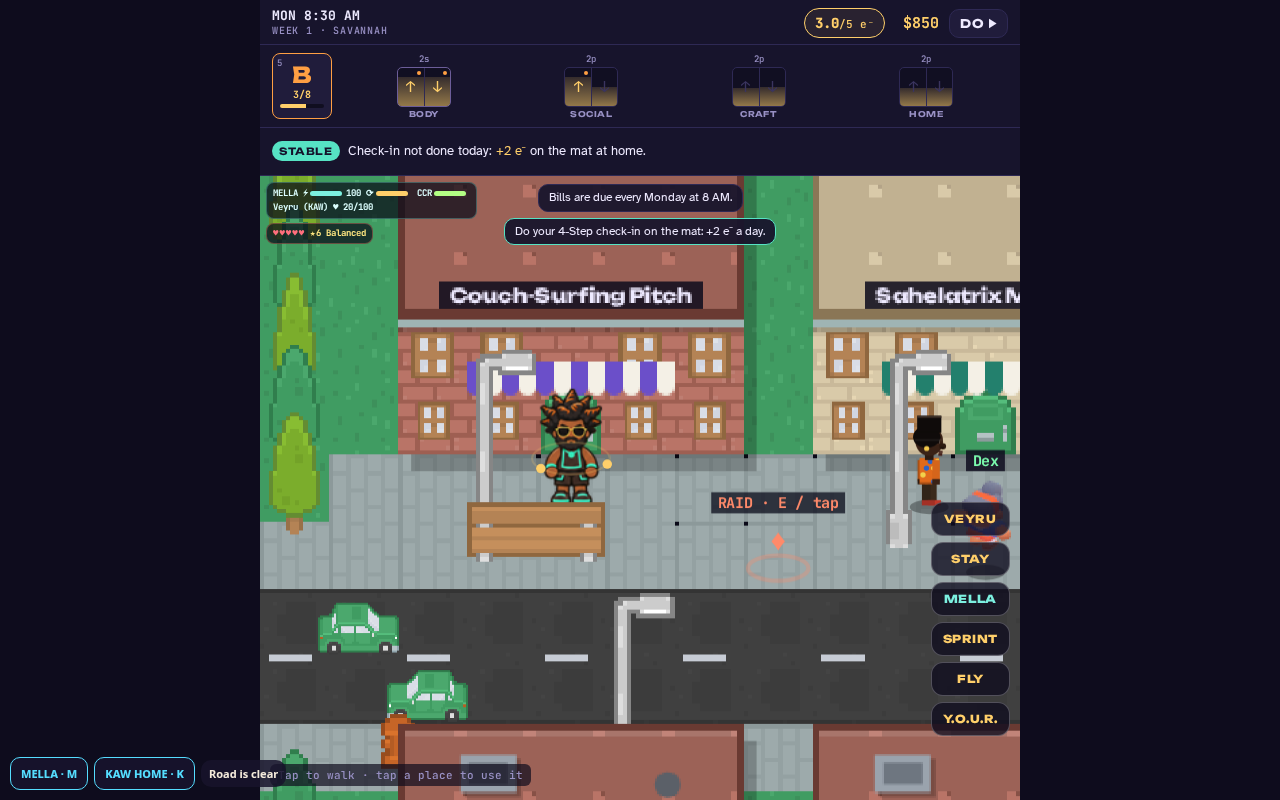 MON 8:30 AM
WEEK 1 · SAVANNAH
3.0/5 e⁻
$850
DO ▶
5
B
3/8
2s
BODY
2p
SOCIAL
2p
CRAFT
2p
HOME
STABLE
Check-in not done today: +2 e⁻ on the mat at home.
MELLA ⚡ 100 ⟳ CCR
Veyru (KAW) ♥ 20/100
♥♥♥♥♥ ★6 Balanced
Bills are due every Monday at 8 AM.
Do your 4-Step check-in on the mat: +2 e⁻ a day.
Couch-Surfing Pitch
Sahelatrix M
Dex
RAID · E / tap
VEYRU
STAY
MELLA
SPRINT
FLY
Y.O.U.R.
MELLA · M
KAW HOME · K
Road is clear
ap to walk · tap a place to use it